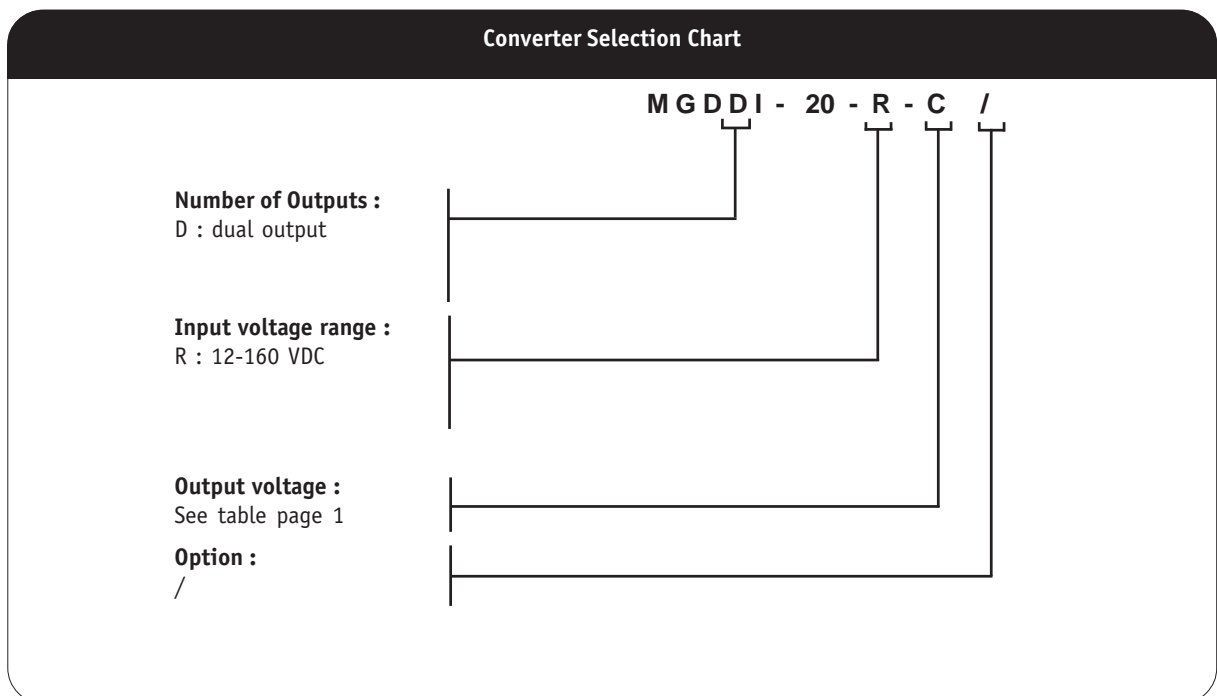 Converter Selection Chart
M G D D I - 20 - R - C /
Number of Outputs :
D : dual output
Input voltage range :
R : 12-160 VDC
Output voltage :
See table page 1
Option :
/